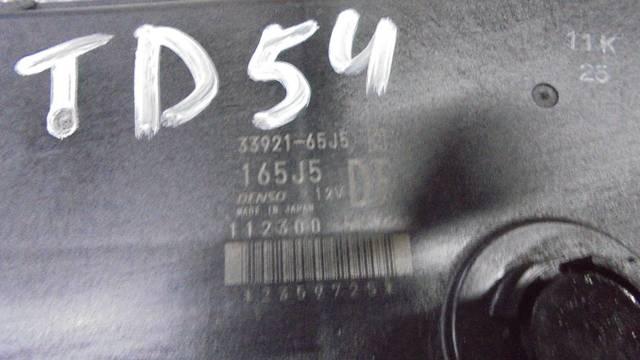 TD54
11K
25
33921-65J5
165J5
DENSO 12V
MADE IN JAPAN
112300